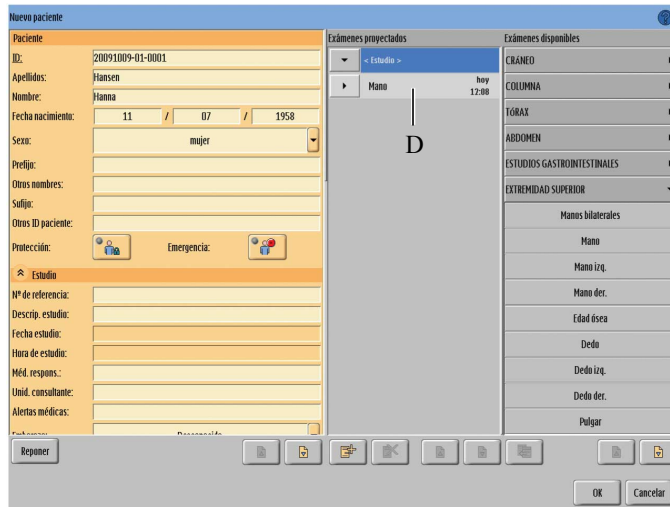 Nuevo paciente
Paciente
ID: 20091009-01-0001
Apellidos: Hansen
Nombre: Hanna
Fecha nacimiento: 11 / 07 / 1958
Sexo: mujer
Prefijo:
Otros nombres:
Sufijo:
Otros ID paciente:
Protección: Emergencia:
Estudio
Nº de referencia:
Descrip. estudio:
Fecha estudio:
Hora de estudio:
Méd. respons.:
Unid. consultante:
Alertas médicas:
Reponer
Exámenes proyectados
< Estudio >
Mano hoy
12:08
D
Exámenes disponibles
CRÁNEO
COLUMNA
TÓRAX
ABDOMEN
ESTUDIOS GASTROINTESTINALES
EXTREMIDAD SUPERIOR
Manos bilaterales
Mano
Mano izq.
Mano der.
Edad ósea
Dedo
Dedo izq.
Dedo der.
Pulgar
OK Cancelar